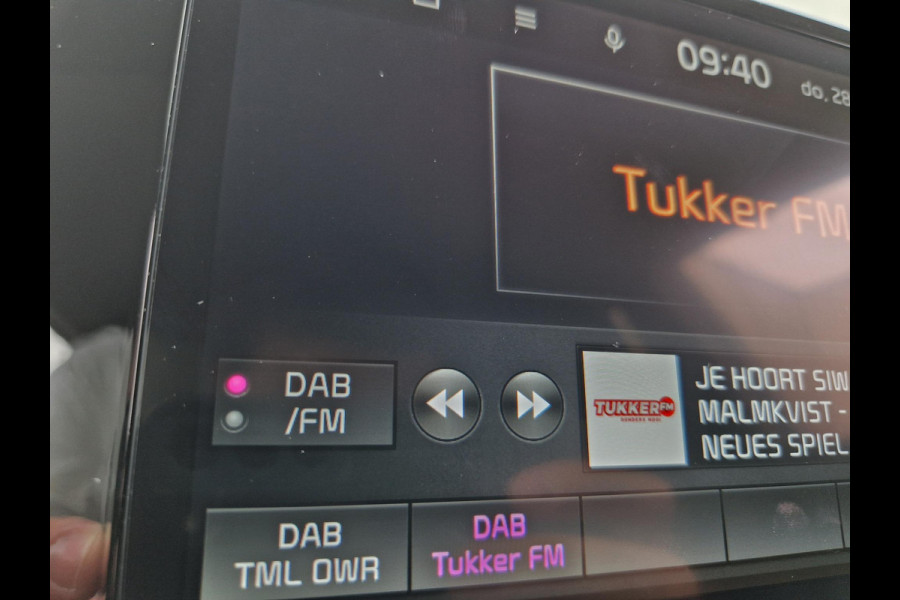 09:40
do, 28
Tukker FM
DAB
/FM
TUKKER FM
JE HOORT SIW
MALMKVIST -
NEUES SPIEL
DAB
TML OWR
DAB
Tukker FM